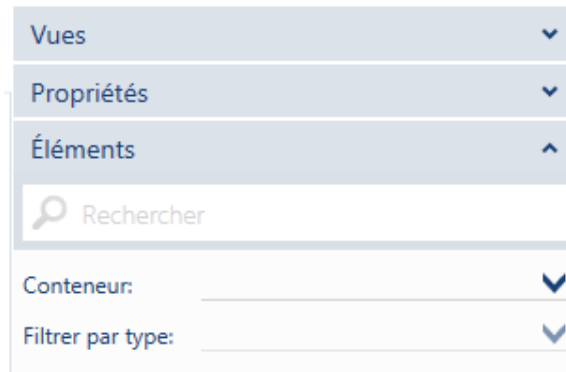 Vues
Propriétés
Éléments
Rechercher
Conteneur:
Filtrer par type: